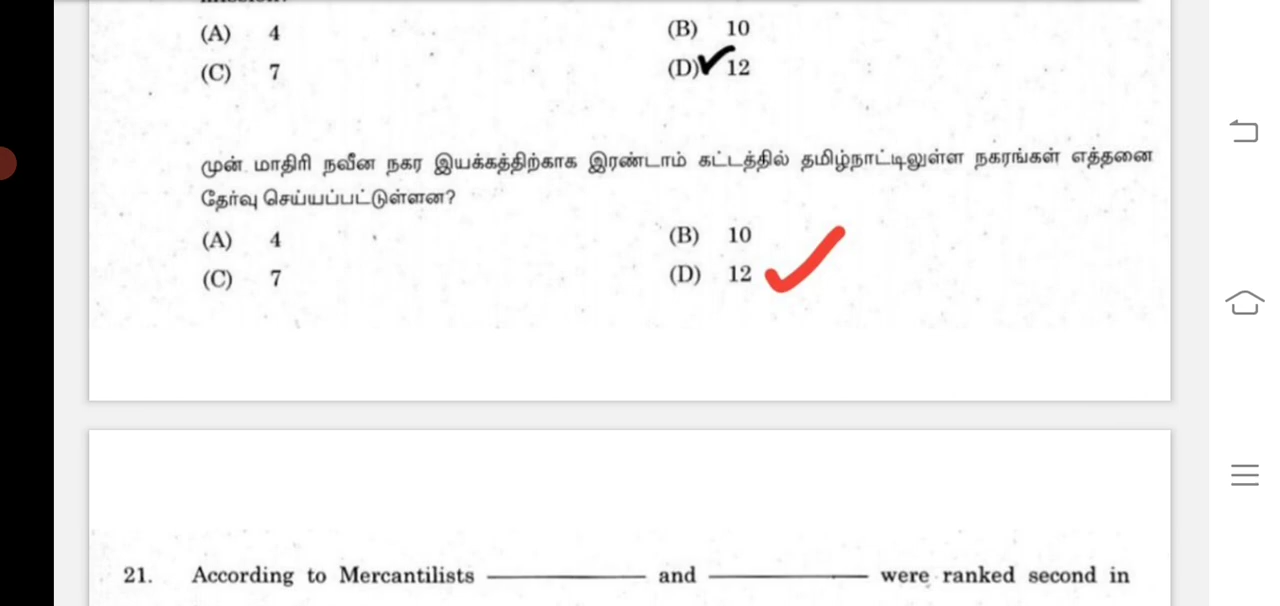 (A) 4 (B) 10
(C) 7 (D) 12
முன் மாதிரி நவீன நகர இயக்கத்திற்காக இரண்டாம் கட்டத்தில் தமிழ்நாட்டிலுள்ள நகரங்கள் எத்தனை
தேர்வு செய்யப்பட்டுள்ளன?
(A) 4 (B) 10
(C) 7 (D) 12
21. According to Mercantilists ———— and ———— were ranked second in